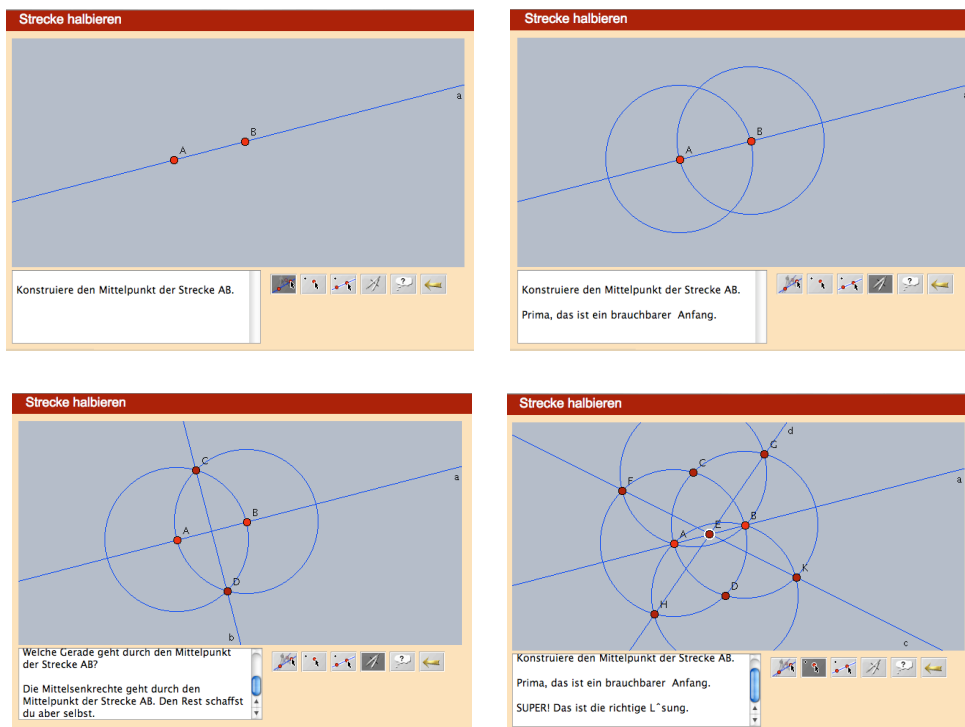 Strecke halbieren
a
B
A
Konstruiere den Mittelpunkt der Strecke AB.
?
Strecke halbieren
a
B
A
Konstruiere den Mittelpunkt der Strecke AB.
Prima, das ist ein brauchbarer Anfang.
?
Strecke halbieren
C
a
B
A
D
b
Welche Gerade geht durch den Mittelpunkt
der Strecke AB?
Die Mittelsenkrechte geht durch den
Mittelpunkt der Strecke AB. Den Rest schaffst
du aber selbst.
?
Strecke halbieren
d
G
C
a
F
B
E
A
K
D
H
c
Konstruiere den Mittelpunkt der Strecke AB.
Prima, das ist ein brauchbarer Anfang.
SUPER! Das ist die richtige Lˆsung.
?